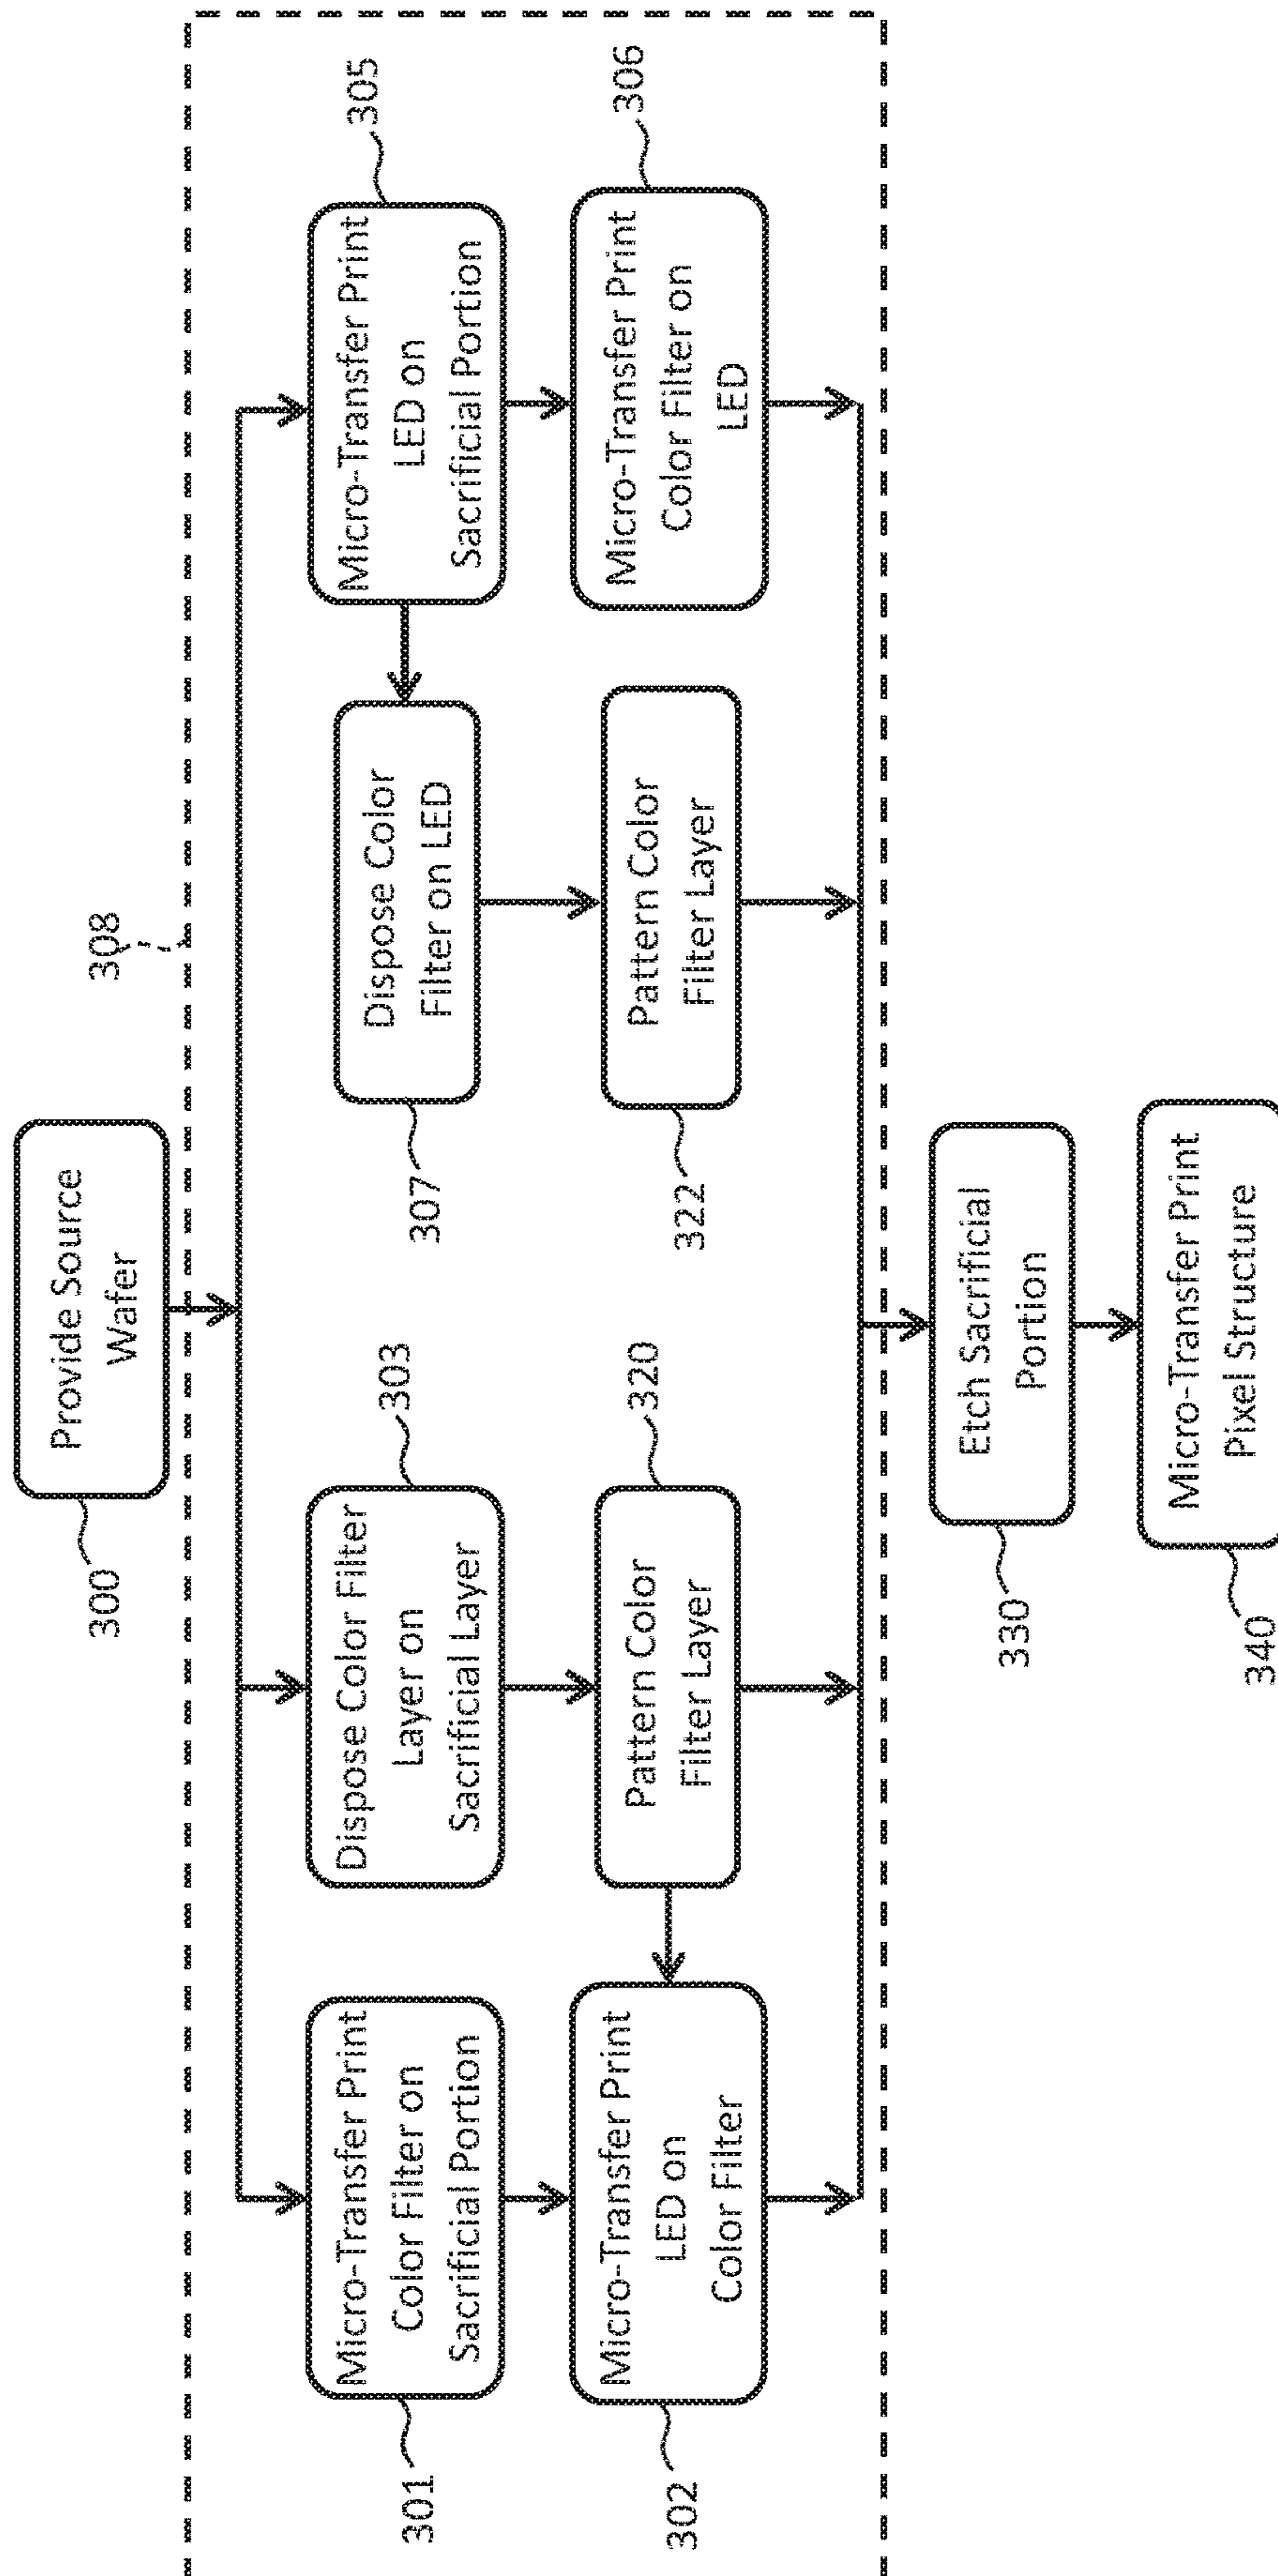 300
Provide Source
Wafer
308
301
Micro-Transfer Print
Color Filter on
Sacrificial Portion
303
Dispose Color Filter
Layer on
Sacrificial Layer
307
Dispose Color
Filter on LED
305
Micro-Transfer Print
LED on
Sacrificial Portion
302
Micro-Transfer Print
LED on
Color Filter
320
Pattern Color
Filter Layer
322
Pattern Color
Filter Layer
306
Micro-Transfer Print
Color Filter on
LED
330
Etch Sacrificial
Portion
340
Micro-Transfer Print
Pixel Structure